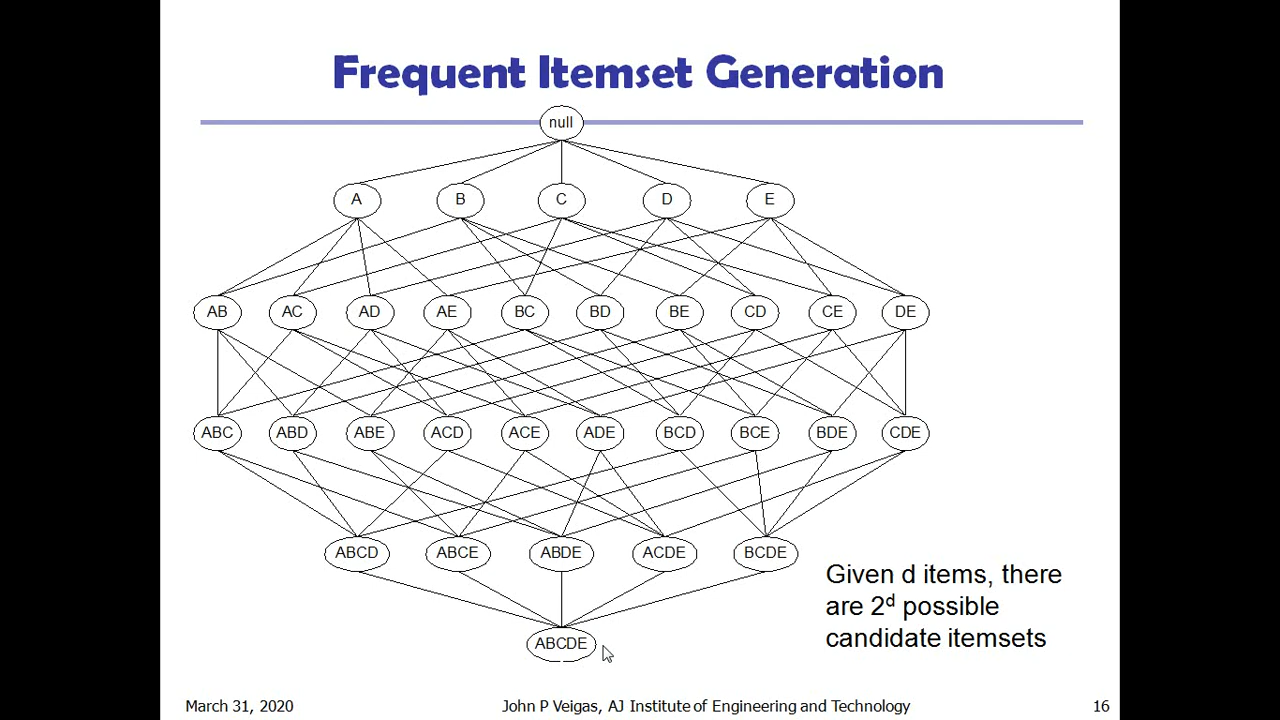 Frequent Itemset Generation
null
A B C D E
AB AC AD AE BC BD BE CD CE DE
ABC ABD ABE ACD ACE ADE BCD BCE BDE CDE
ABCD ABCE ABDE ACDE BCDE
ABCDE
Given d items, there
are 2ᵈ possible
candidate itemsets
March 31, 2020 John P Veigas, AJ Institute of Engineering and Technology 16